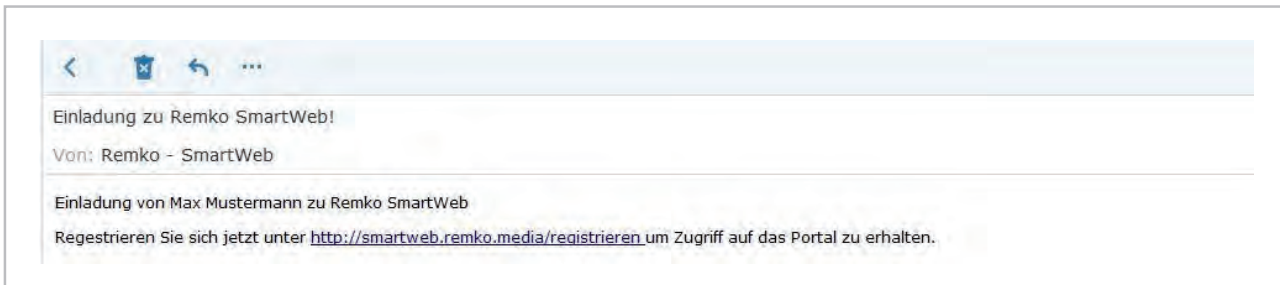 Einladung zu Remko SmartWeb!
Von: Remko - SmartWeb
Einladung von Max Mustermann zu Remko SmartWeb
Regestrieren Sie sich jetzt unter http://smartweb.remko.media/registrieren um Zugriff auf das Portal zu erhalten.